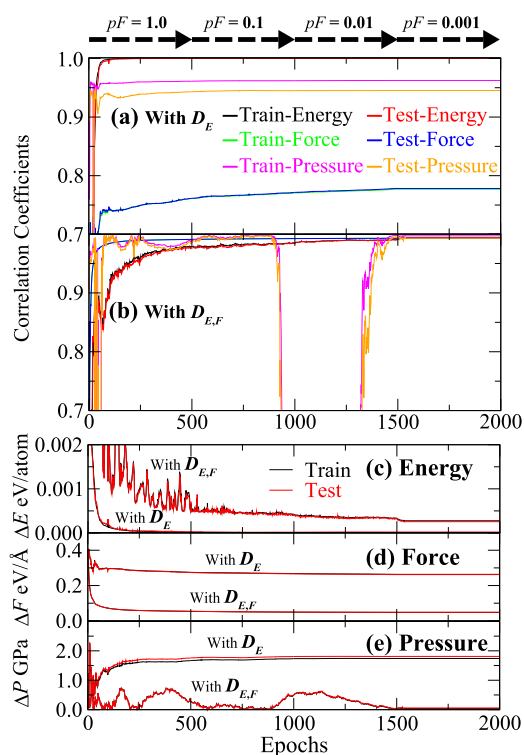 pF = 1.0 pF = 0.1 pF = 0.01 pF = 0.001
Correlation Coefficients
1.0
0.9
0.8
0.7
(a) With D_E
Train-Energy Test-Energy
Train-Force Test-Force
Train-Pressure Test-Pressure
0.9
0.8
0.7
(b) With D_E,F
0 500 1000 1500 2000
ΔE eV/atom
0.002
0.001
0.000
With D_E,F
With D_E
Train
Test
(c) Energy
ΔF eV/Å
0.4
0.2
0.0
With D_E
With D_E,F
(d) Force
ΔP GPa
2.0
1.0
0.0
With D_E
With D_E,F
(e) Pressure
0 500 1000 1500 2000
Epochs